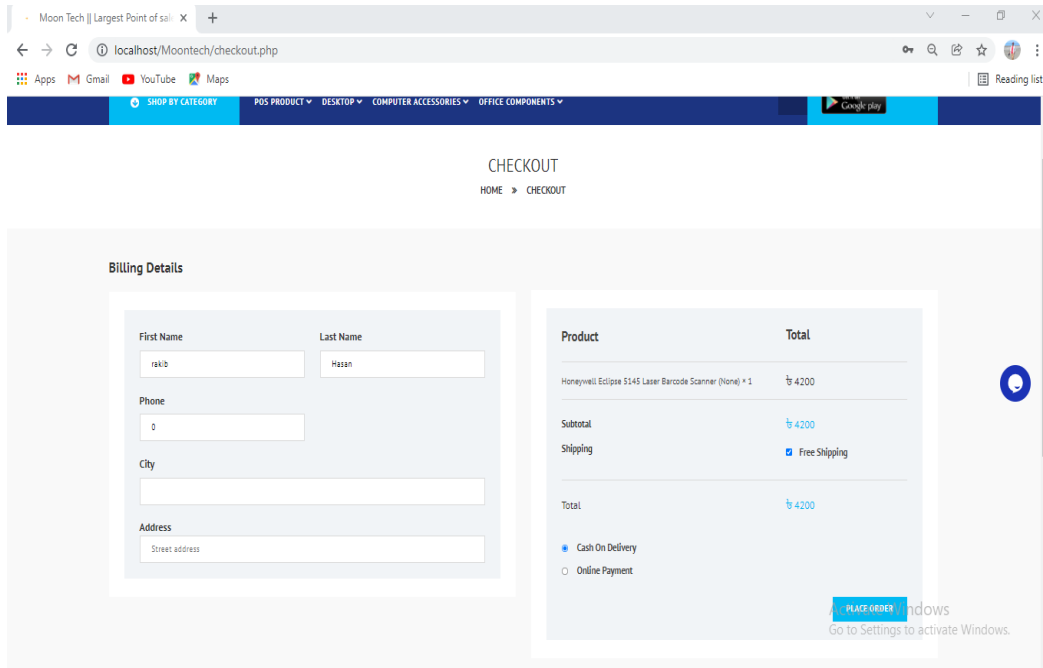 Moon Tech || Largest Point of sal
localhost/Moontech/checkout.php
Apps Gmail YouTube Maps Reading list
SHOP BY CATEGORY POS PRODUCT DESKTOP COMPUTER ACCESSORIES OFFICE COMPONENTS Google play
CHECKOUT
HOME » CHECKOUT
Billing Details
First Name Last Name
rakib Hasan
Phone
0
City
Address
Street address
Product Total
Honeywell Eclipse 5145 Laser Barcode Scanner (None) × 1 ৳ 4200
Subtotal ৳ 4200
Shipping Free Shipping
Total ৳ 4200
Cash On Delivery
Online Payment
PLACE ORDER
Activate Windows
Go to Settings to activate Windows.